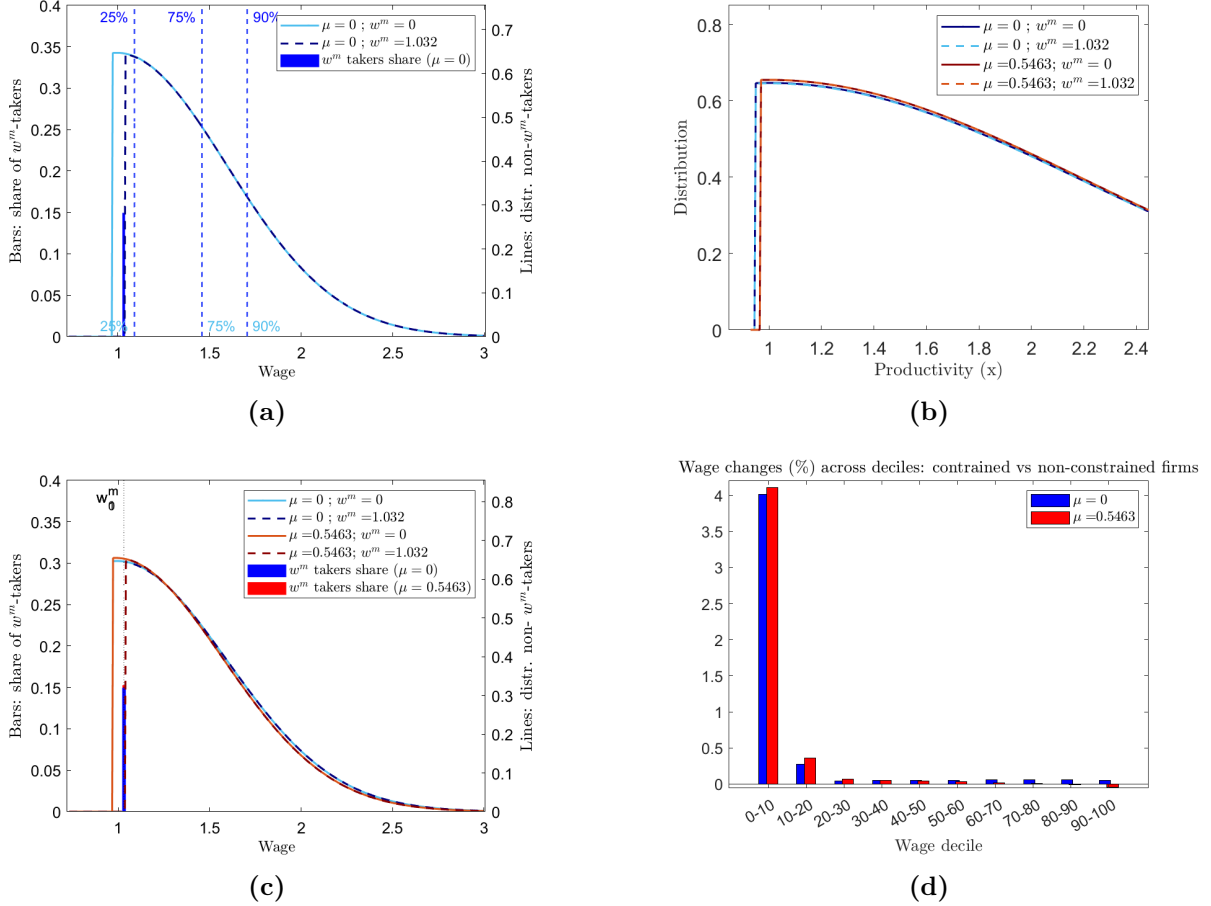 25% 75% 90%
μ = 0 ; w^m = 0
μ = 0 ; w^m =1.032
w^m takers share (μ = 0)
0.4
0.35
0.3
0.25
0.2
0.15
0.1
0.05
0
Bars: share of w^m-takers
0.7
0.6
0.5
0.4
0.3
0.2
0.1
0
Lines: distr. non-w^m-takers
25% 75% 90%
1 1.5 2 2.5 3
Wage
(a)
μ = 0 ; w^m = 0
μ = 0 ; w^m =1.032
μ =0.5463; w^m = 0
μ =0.5463; w^m = 1.032
0.8
0.6
0.4
0.2
0
Distribution
1 1.2 1.4 1.6 1.8 2 2.2 2.4
Productivity (x)
(b)
μ = 0 ; w^m = 0
μ = 0 ; w^m =1.032
μ =0.5463; w^m = 0
μ =0.5463; w^m =1.032
w^m takers share (μ = 0)
w^m takers share (μ = 0.5463)
0.4
0.35
0.3
0.25
0.2
0.15
0.1
0.05
0
Bars: share of w^m-takers
0.8
0.7
0.6
0.5
0.4
0.3
0.2
0.1
0
Lines: distr. non- w^m-takers
1 1.5 2 2.5 3
Wage
(c)
Wage changes (%) across deciles: contrained vs non-constrained firms
μ = 0
μ =0.5463
4
3.5
3
2.5
2
1.5
1
0.5
0
0-10 10-20 20-30 30-40 40-50 50-60 60-70 70-80 80-90 90-100
Wage decile
(d)